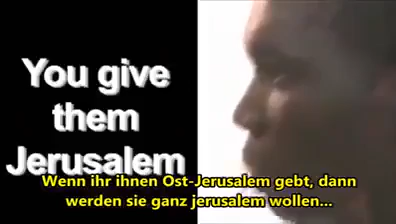 You give
them
Jerusalem
Wenn ihr ihnen Ost-Jerusalem gebt, dann
werden sie ganz jerusalem wollen...